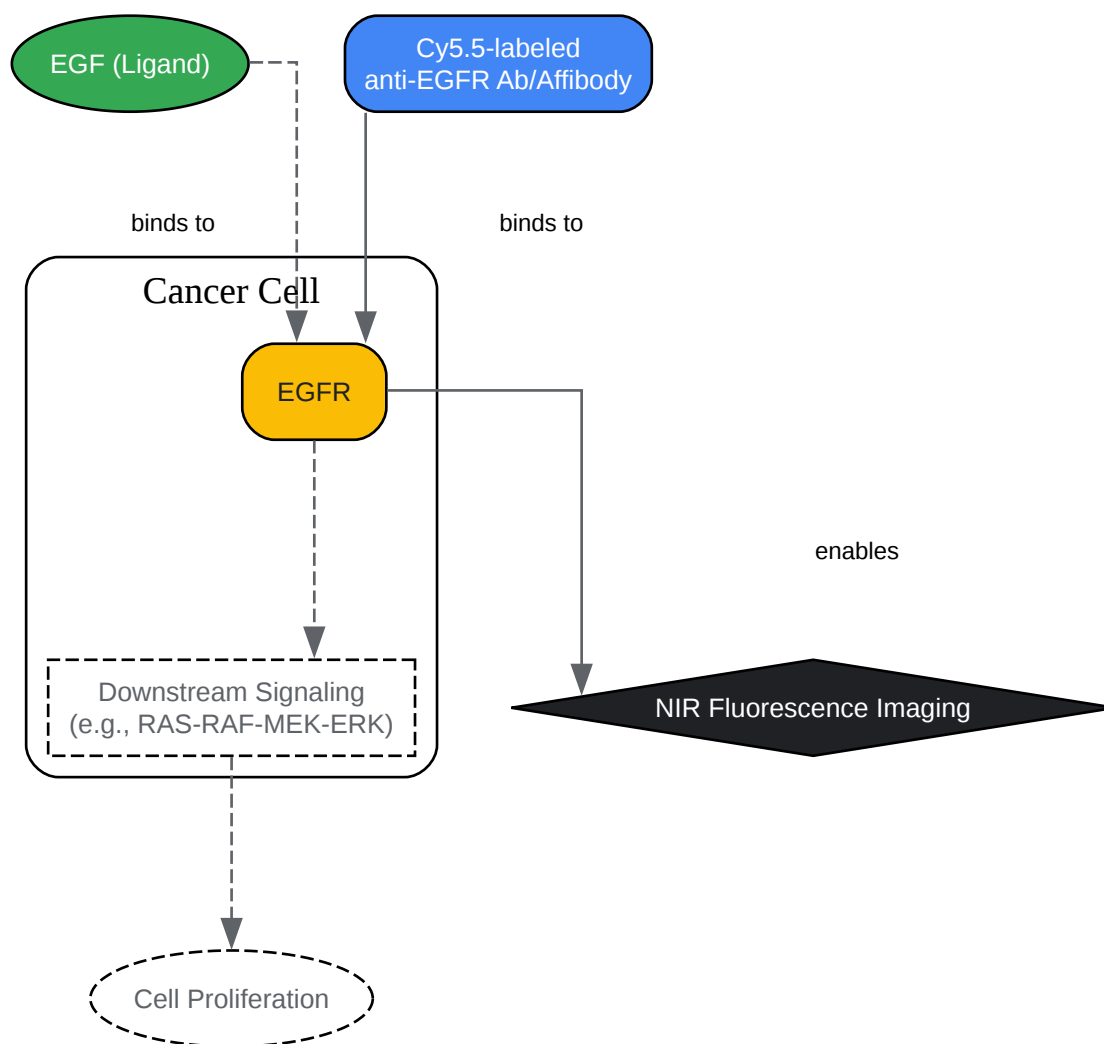 EGF (Ligand)
Cy5.5-labeled
anti-EGFR Ab/Affibody
binds to
binds to
Cancer Cell
EGFR
enables
Downstream Signaling
(e.g., RAS-RAF-MEK-ERK)
NIR Fluorescence Imaging
Cell Proliferation